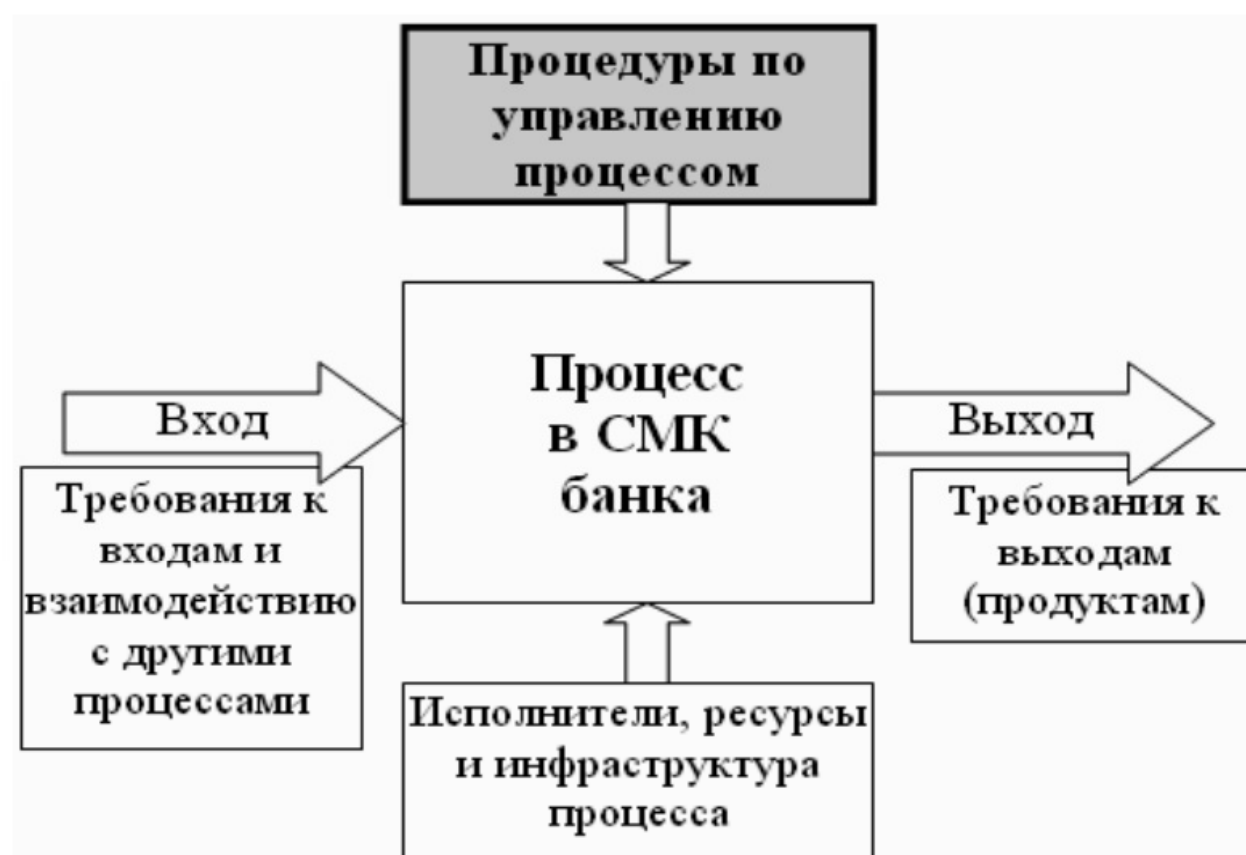 Процедуры по
управлению
процессом
Процесс
в СМК
банка
Вход
Выход
Требования к
входам и
взаимодействию
с другими
процессами
Требования к
выходам
(продуктам)
Исполнители, ресурсы
и инфраструктура
процесса